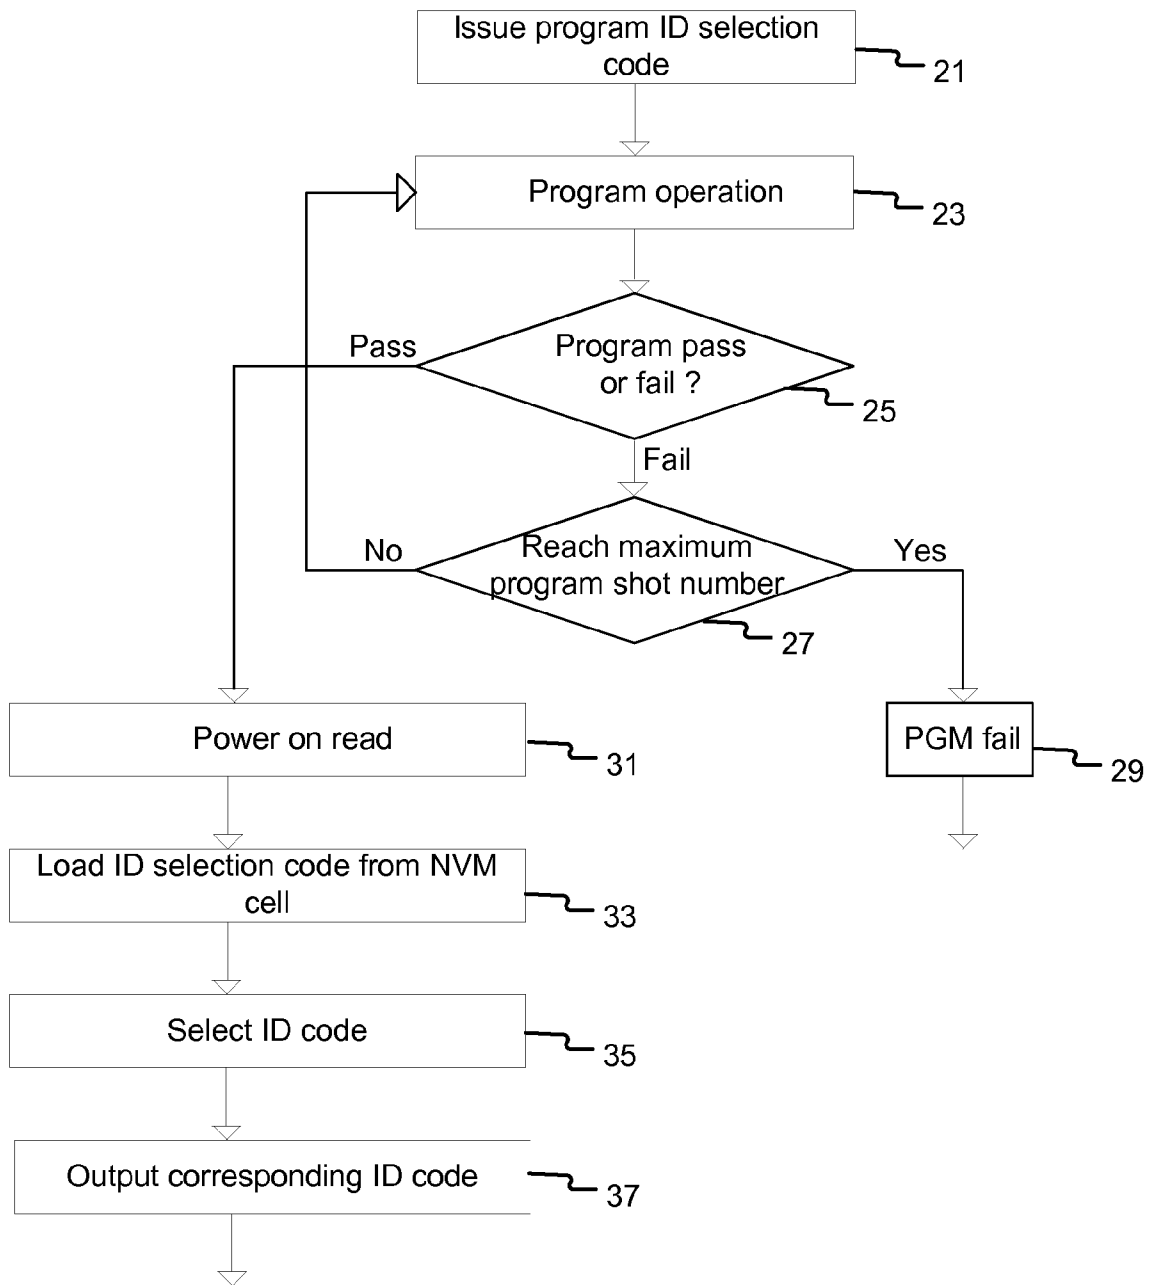 Issue program ID selection
code
21
Program operation
23
Pass
Program pass
or fail ?
25
Fail
No
Reach maximum
program shot number
Yes
27
Power on read
31
PGM fail
29
Load ID selection code from NVM
cell
33
Select ID code
35
Output corresponding ID code
37